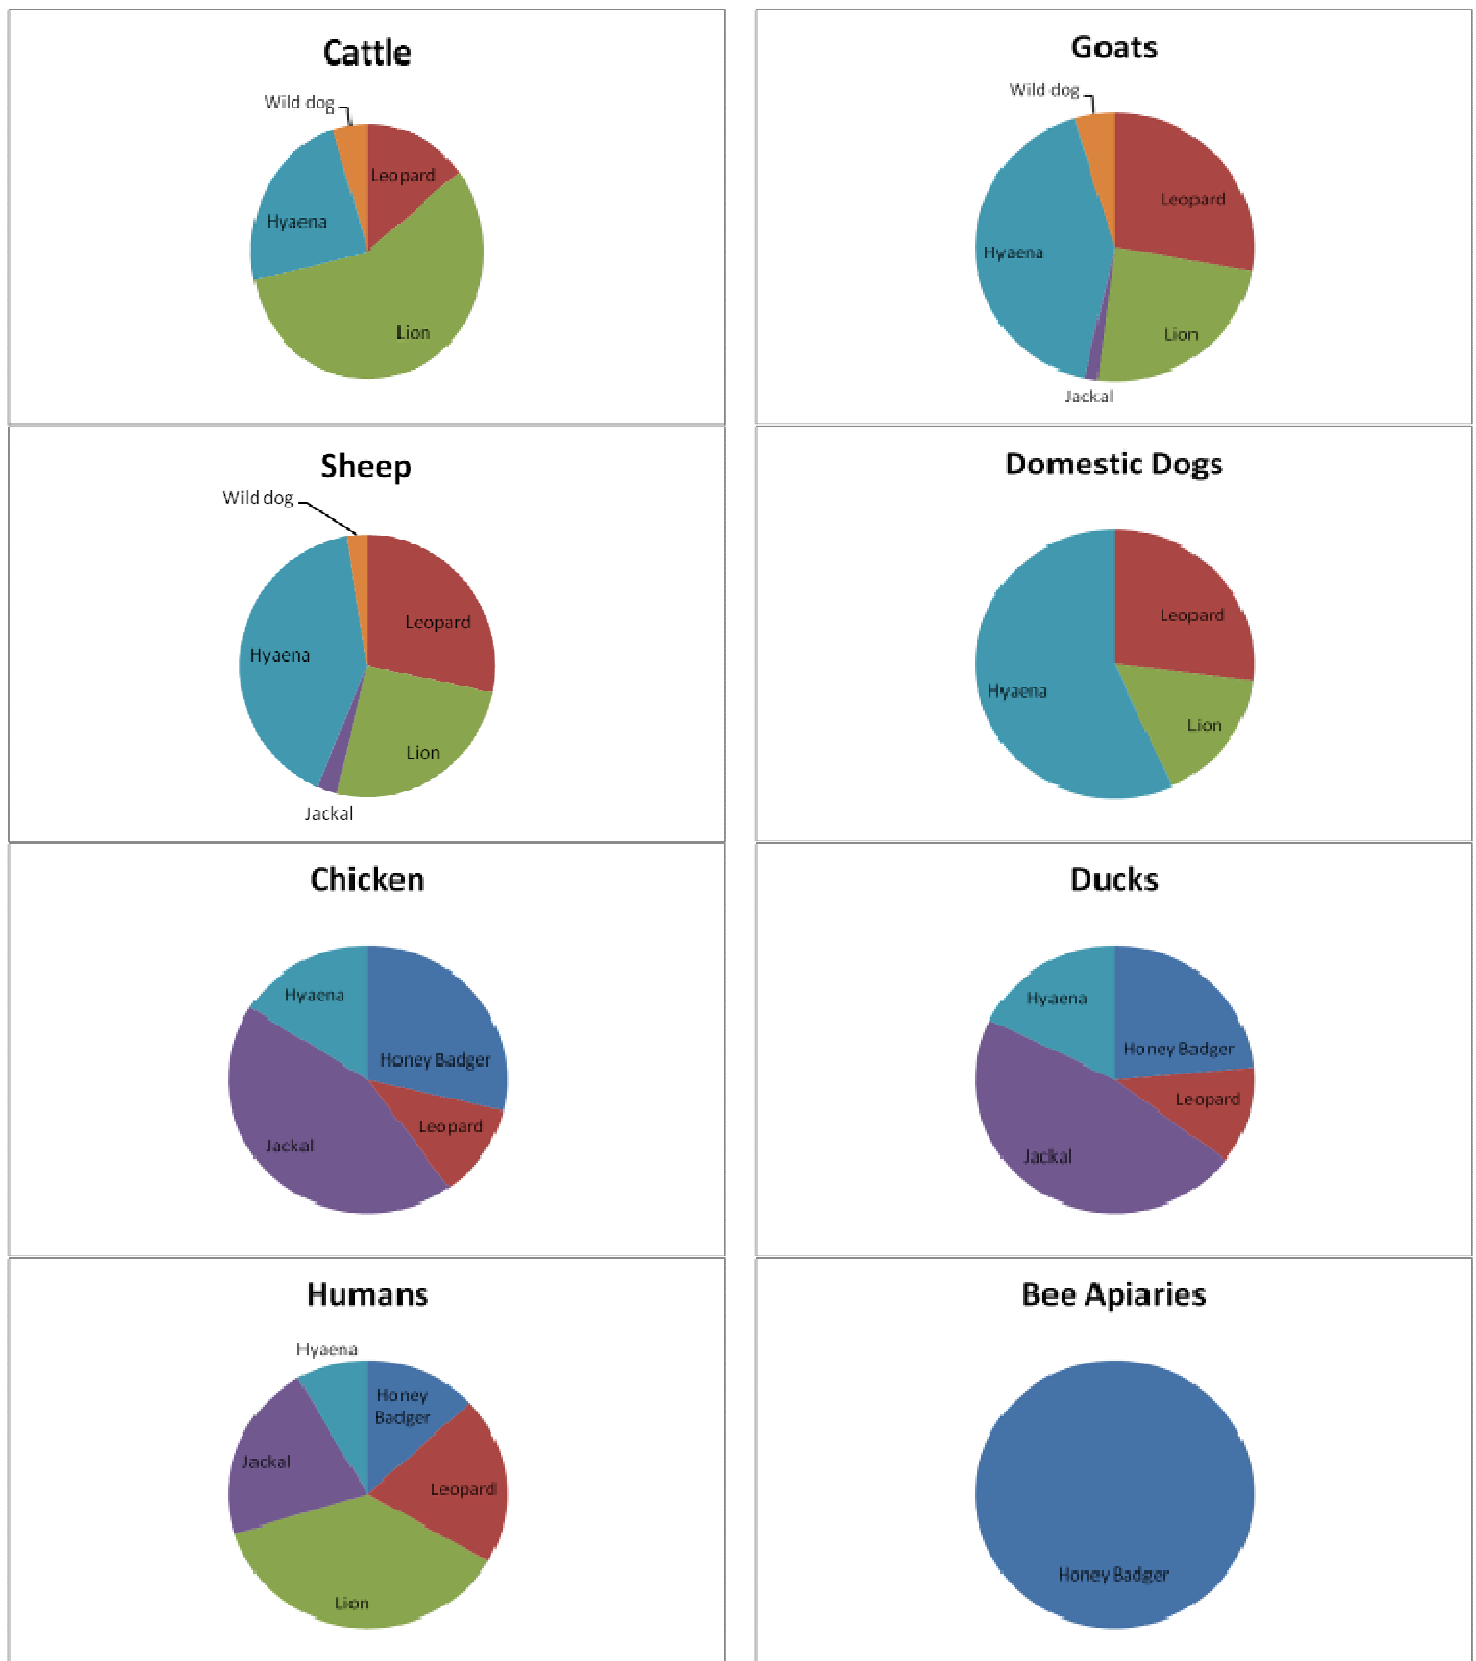 Cattle
Wild dog
Leopard
Hyaena
Lion
Goats
Wild dog
Leopard
Hyaena
Lion
Jackal
Sheep
Wild dog
Leopard
Hyaena
Lion
Jackal
Domestic Dogs
Leopard
Hyaena
Lion
Chicken
Hyaena
Honey Badger
Leopard
Jackal
Ducks
Hyaena
Honey Badger
Leopard
Jackal
Humans
Hyaena
Honey
Badger
Jackal
Leopard
Lion
Bee Apiaries
Honey Badger